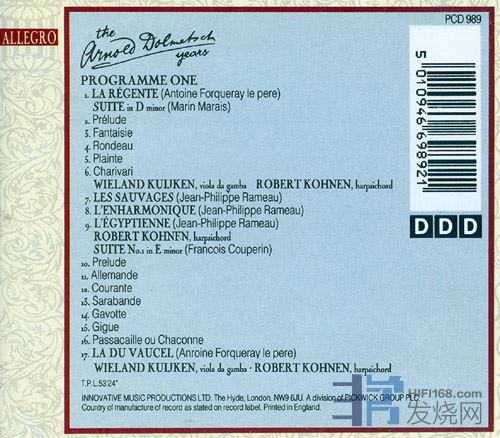 ALLEGRO
PCD 989
the
Arnold Dolmetsch
years
PROGRAMME ONE
1. LA RÉGENTE (Antoine Forqueray le pere)
SUITE in D minor (Marin Marais)
2. Prélude
3. Fantaisie
4. Rondeau
5. Plainte
6. Charivari
WIELAND KUIJKEN, viola da gamba ROBERT KOHNEN, harpsichord
7. LES SAUVAGES (Jean-Philippe Rameau)
8. L'ENHARMONIQUE (Jean-Philippe Rameau)
9. L'ÉGYPTIENNE (Jean-Philippe Rameau)
ROBERT KOHNEN, harpsichord
SUITE No.1 in E minor (Francois Couperin)
10. Prelude
11. Allemande
12. Courante
13. Sarabande
14. Gavotte
15. Gigue
16. Passacaille ou Chaconne
17. LA DU VAUCEL (Anroine Forqueray le pere)
WIELAND KUIJKEN, viola da gamba · ROBERT KOHNEN, harpsichord
T.P.L.53'24"
INNOVATIVE MUSIC PRODUCTIONS LTD. The Hyde, London. NW9 6JU. A division of PICKWICK GROUP PLC.
Country of manufacture of record as stated on record label. Printed in England.
5 010946 698921
DDD
HIFI168.com
发烧网